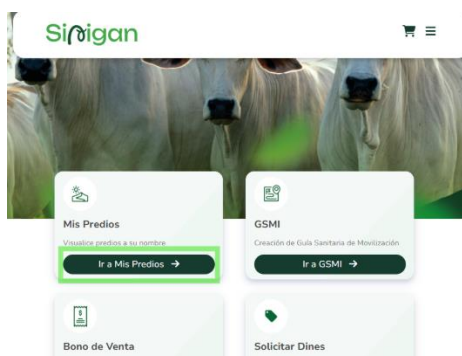 Sinigan
Mis Predios
Visualice predios a su nombre
Ir a Mis Predios →
GSMI
Creación de Guía Sanitaria de Movilización
Ir a GSMI →
Bono de Venta
Solicitar Dines